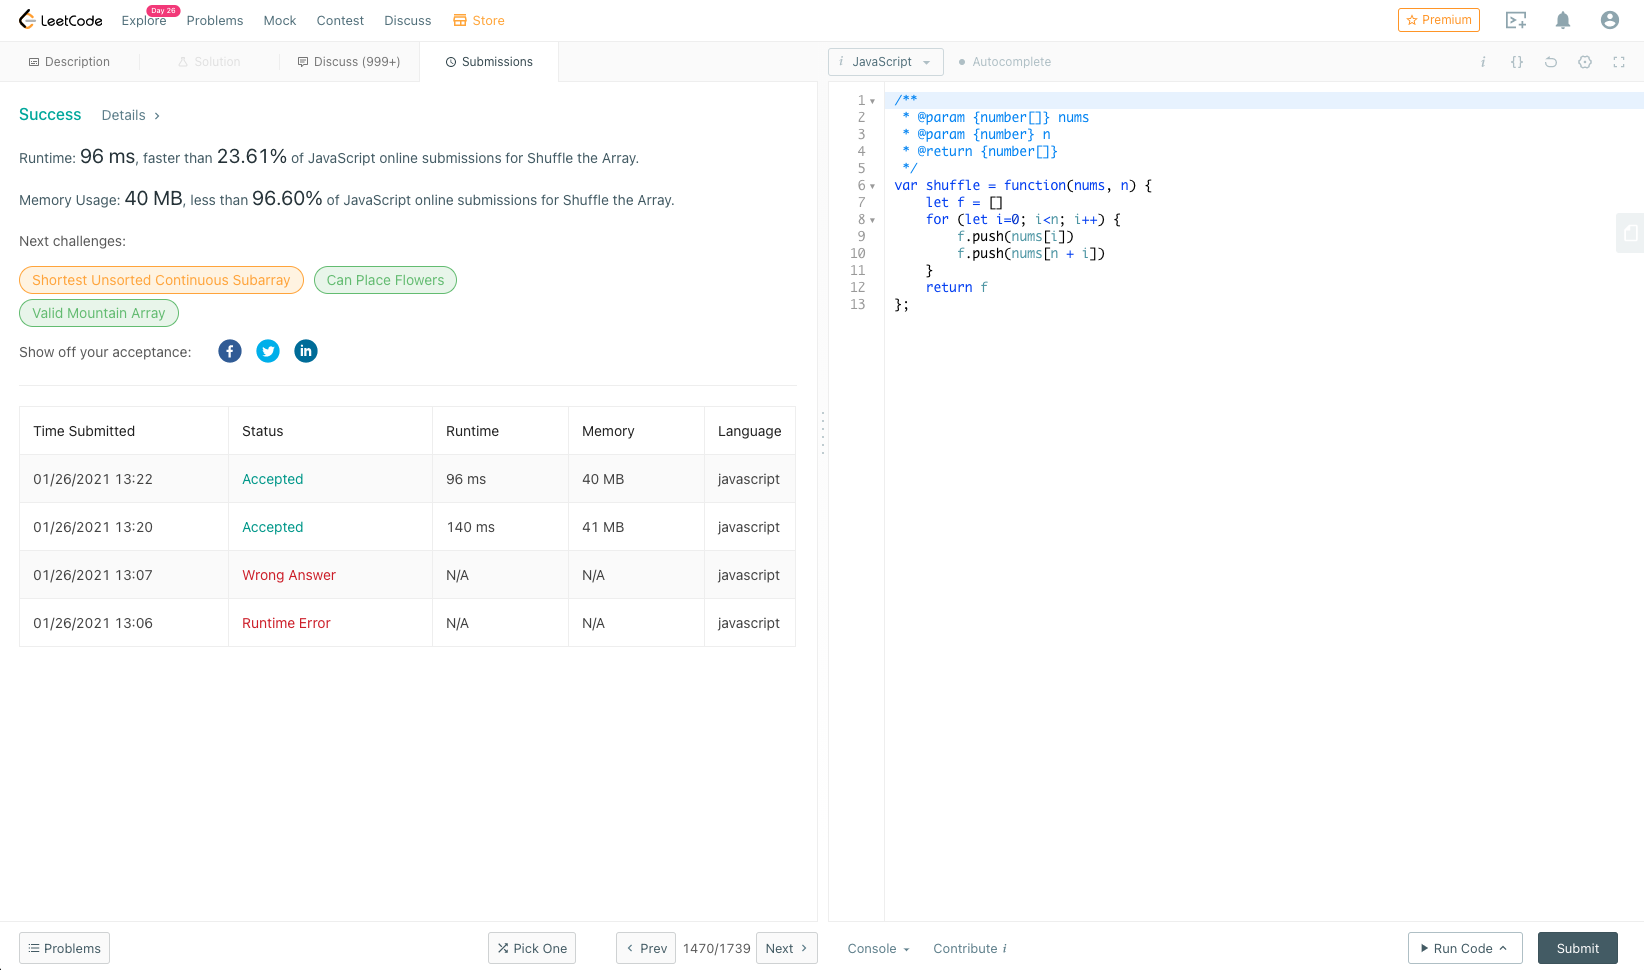 LeetCode
Explore
Day 26
Problems
Mock
Contest
Discuss
Store
Premium
Description
Solution
Discuss (999+)
Submissions
Success
Details
Runtime: 96 ms, faster than 23.61% of JavaScript online submissions for Shuffle the Array.
Memory Usage: 40 MB, less than 96.60% of JavaScript online submissions for Shuffle the Array.
Next challenges:
Shortest Unsorted Continuous Subarray
Can Place Flowers
Valid Mountain Array
Show off your acceptance:
Time Submitted Status Runtime Memory Language
01/26/2021 13:22 Accepted 96 ms 40 MB javascript
01/26/2021 13:20 Accepted 140 ms 41 MB javascript
01/26/2021 13:07 Wrong Answer N/A N/A javascript
01/26/2021 13:06 Runtime Error N/A N/A javascript
Problems
Pick One
Prev
1470/1739
Next
i JavaScript
Autocomplete
i {}
1 /**
2 * @param {number[]} nums
3 * @param {number} n
4 * @return {number[]}
5 */
6 var shuffle = function(nums, n) {
7 let f = []
8 for (let i=0; i<n; i++) {
9 f.push(nums[i])
10 f.push(nums[n + i])
11 }
12 return f
13 };
Console
Contribute i
Run Code
Submit